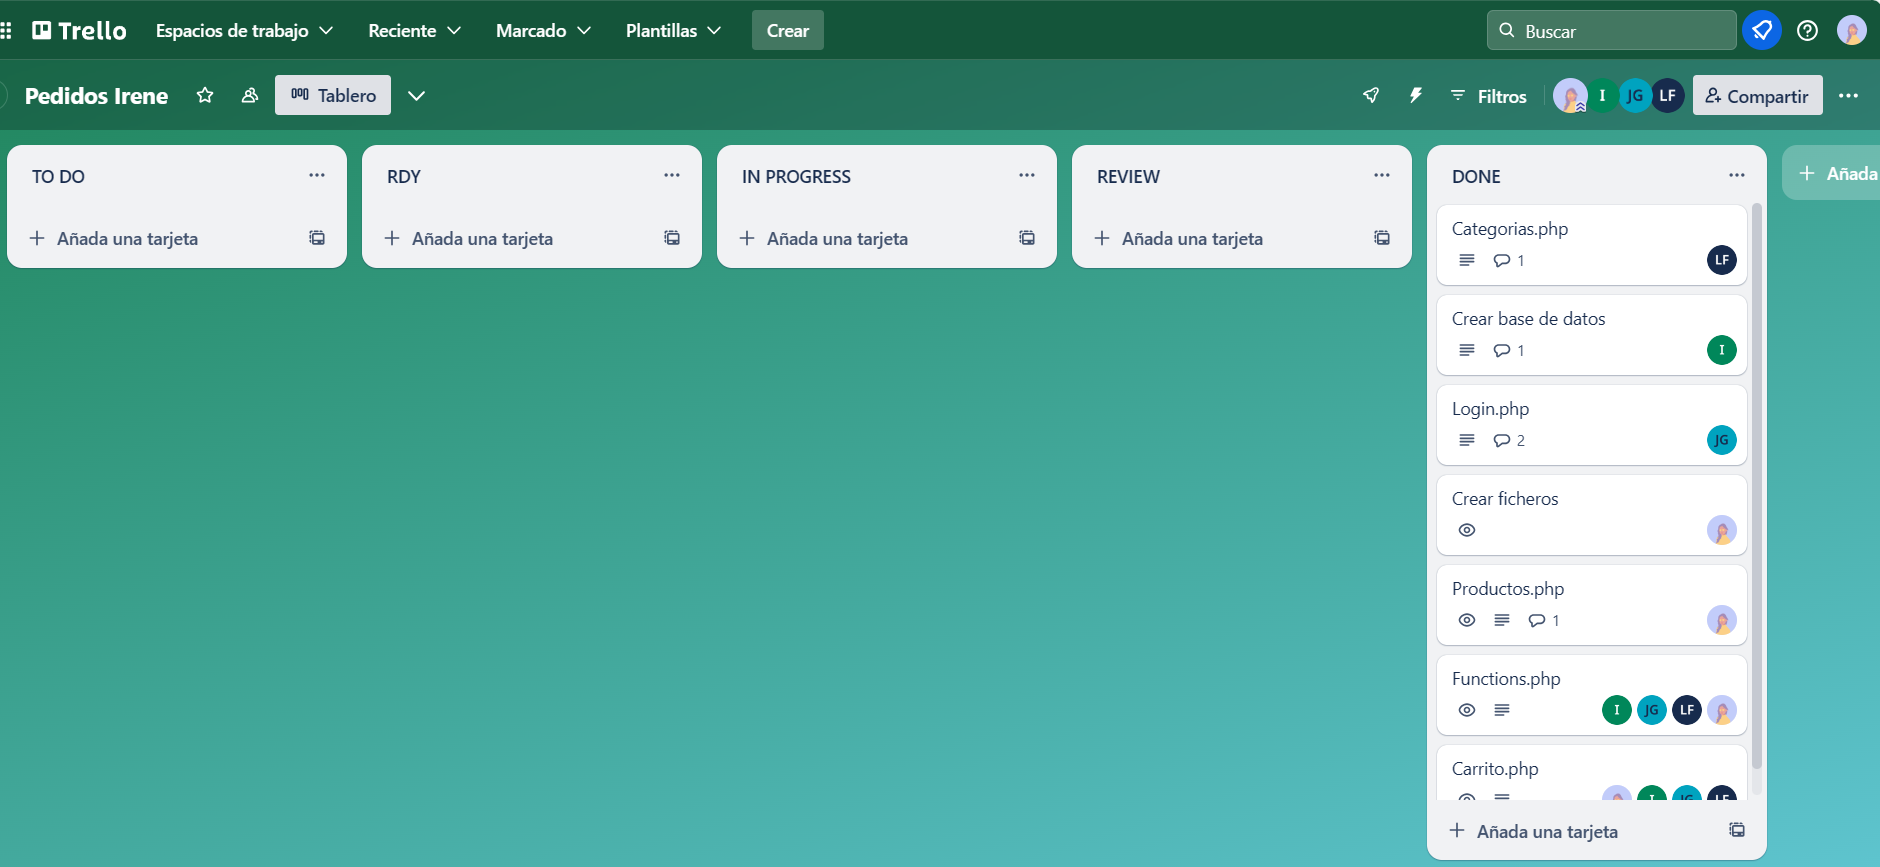 Trello Espacios de trabajo Reciente Marcado Plantillas Crear Buscar
Pedidos Irene Tablero Filtros I JG LF Compartir
TO DO
Añada una tarjeta
RDY
Añada una tarjeta
IN PROGRESS
Añada una tarjeta
REVIEW
Añada una tarjeta
DONE
Categorias.php
1 LF
Crear base de datos
1 I
Login.php
2 JG
Crear ficheros
Productos.php
1
Functions.php
I JG LF
Carrito.php
I JG LF
Añada una tarjeta
Añada